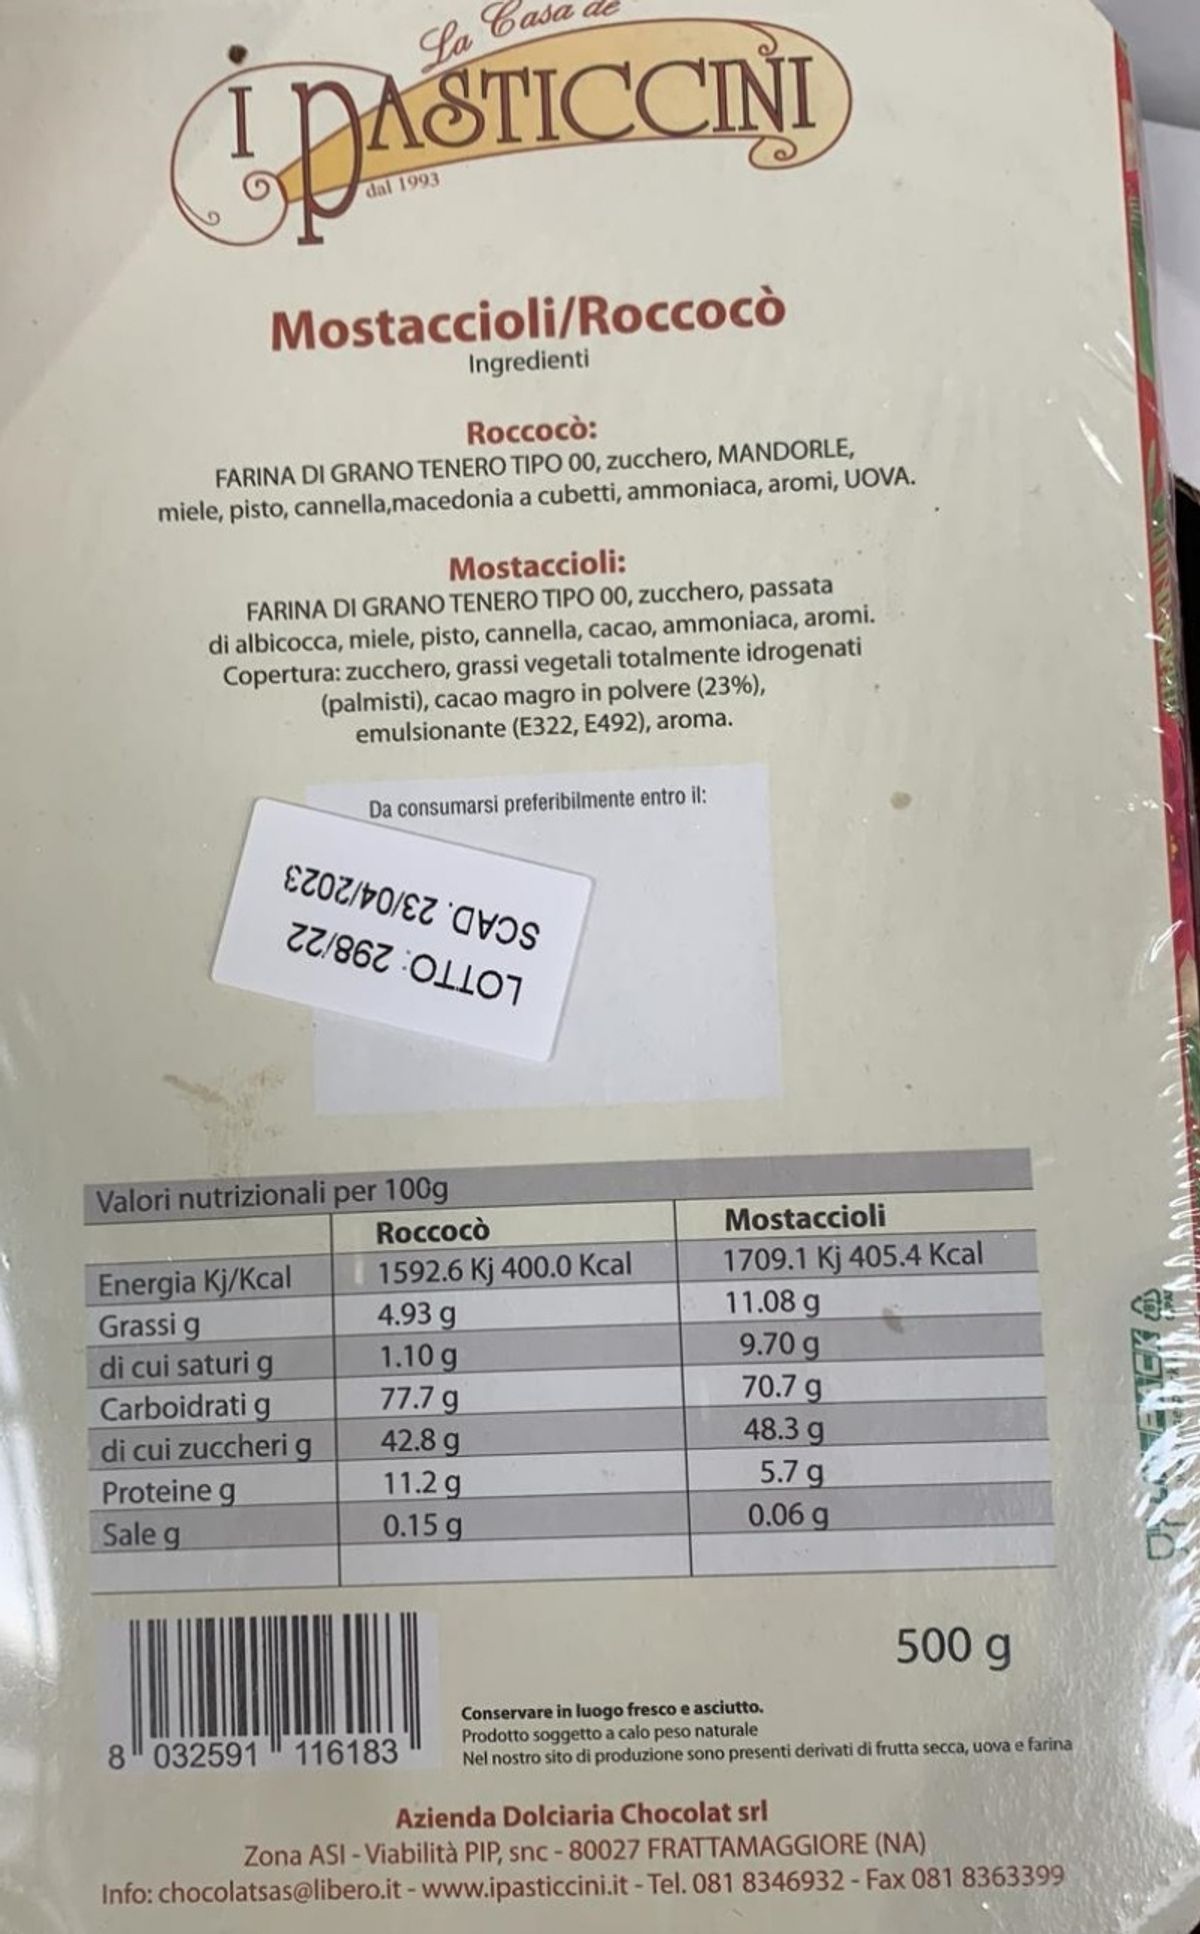 La Casa de
I PASTICCINI
dal 1993
Mostaccioli/Roccocò
Ingredienti
Roccocò:
FARINA DI GRANO TENERO TIPO 00, zucchero, MANDORLE,
miele, pisto, cannella,macedonia a cubetti, ammoniaca, aromi, UOVA.
Mostaccioli:
FARINA DI GRANO TENERO TIPO 00, zucchero, passata
di albicocca, miele, pisto, cannella, cacao, ammoniaca, aromi.
Copertura: zucchero, grassi vegetali totalmente idrogenati
(palmisti), cacao magro in polvere (23%),
emulsionante (E322, E492), aroma.
Da consumarsi preferibilmente entro il:
LOTTO: 298/22
SCAD. 23/04/2023
Valori nutrizionali per 100g
Roccocò Mostaccioli
Energia Kj/Kcal 1592.6 Kj 400.0 Kcal 1709.1 Kj 405.4 Kcal
Grassi g 4.93 g 11.08 g
di cui saturi g 1.10 g 9.70 g
Carboidrati g 77.7 g 70.7 g
di cui zuccheri g 42.8 g 48.3 g
Proteine g 11.2 g 5.7 g
Sale g 0.15 g 0.06 g
500 g
8 032591 116183
Conservare in luogo fresco e asciutto.
Prodotto soggetto a calo peso naturale
Nel nostro sito di produzione sono presenti derivati di frutta secca, uova e farina
Azienda Dolciaria Chocolat srl
Zona ASI - Viabilità PIP, snc - 80027 FRATTAMAGGIORE (NA)
Info: chocolatsas@libero.it - www.ipasticcini.it - Tel. 081 8346932 - Fax 081 8363399